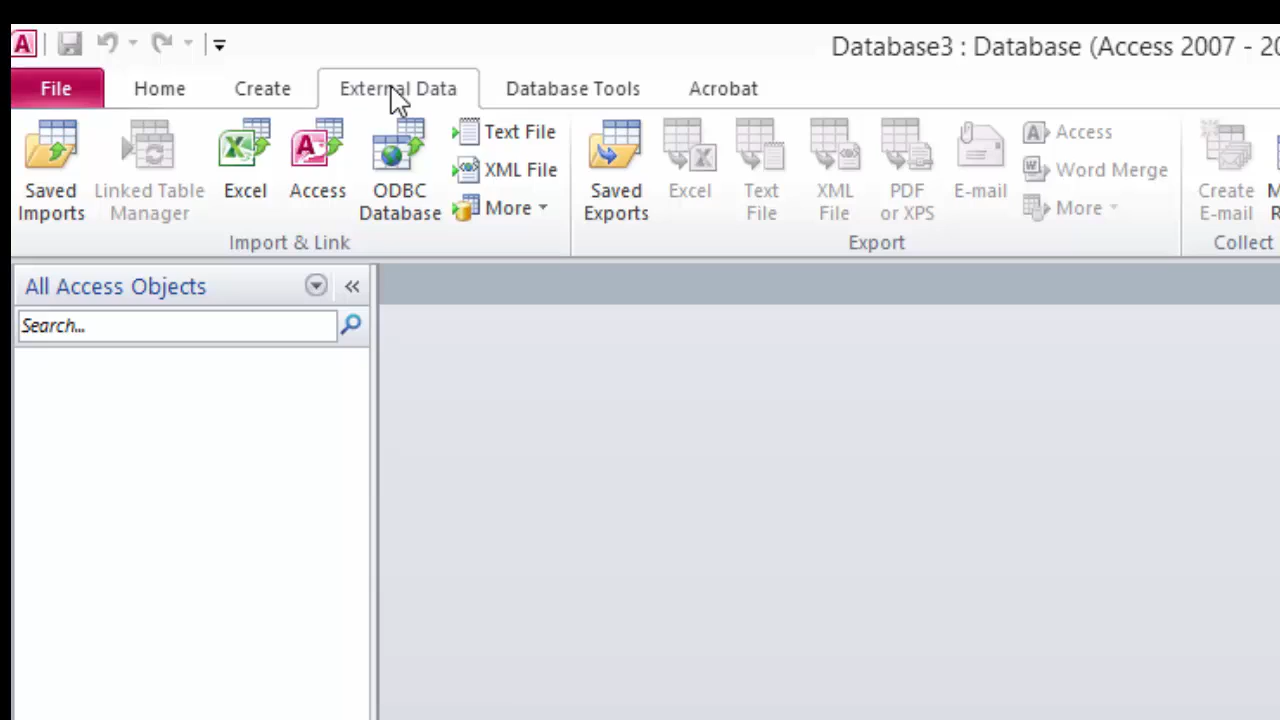 Database3 : Database (Access 2007 - 20
File Home Create External Data Database Tools Acrobat
Saved Imports
Linked Table Manager
Excel
Access
ODBC Database
Text File
XML File
More
Import & Link
Saved Exports
Excel
Text File
XML File
PDF or XPS
E-mail
Access
Word Merge
More
Export
Create E-mail
Collect
All Access Objects
Search...